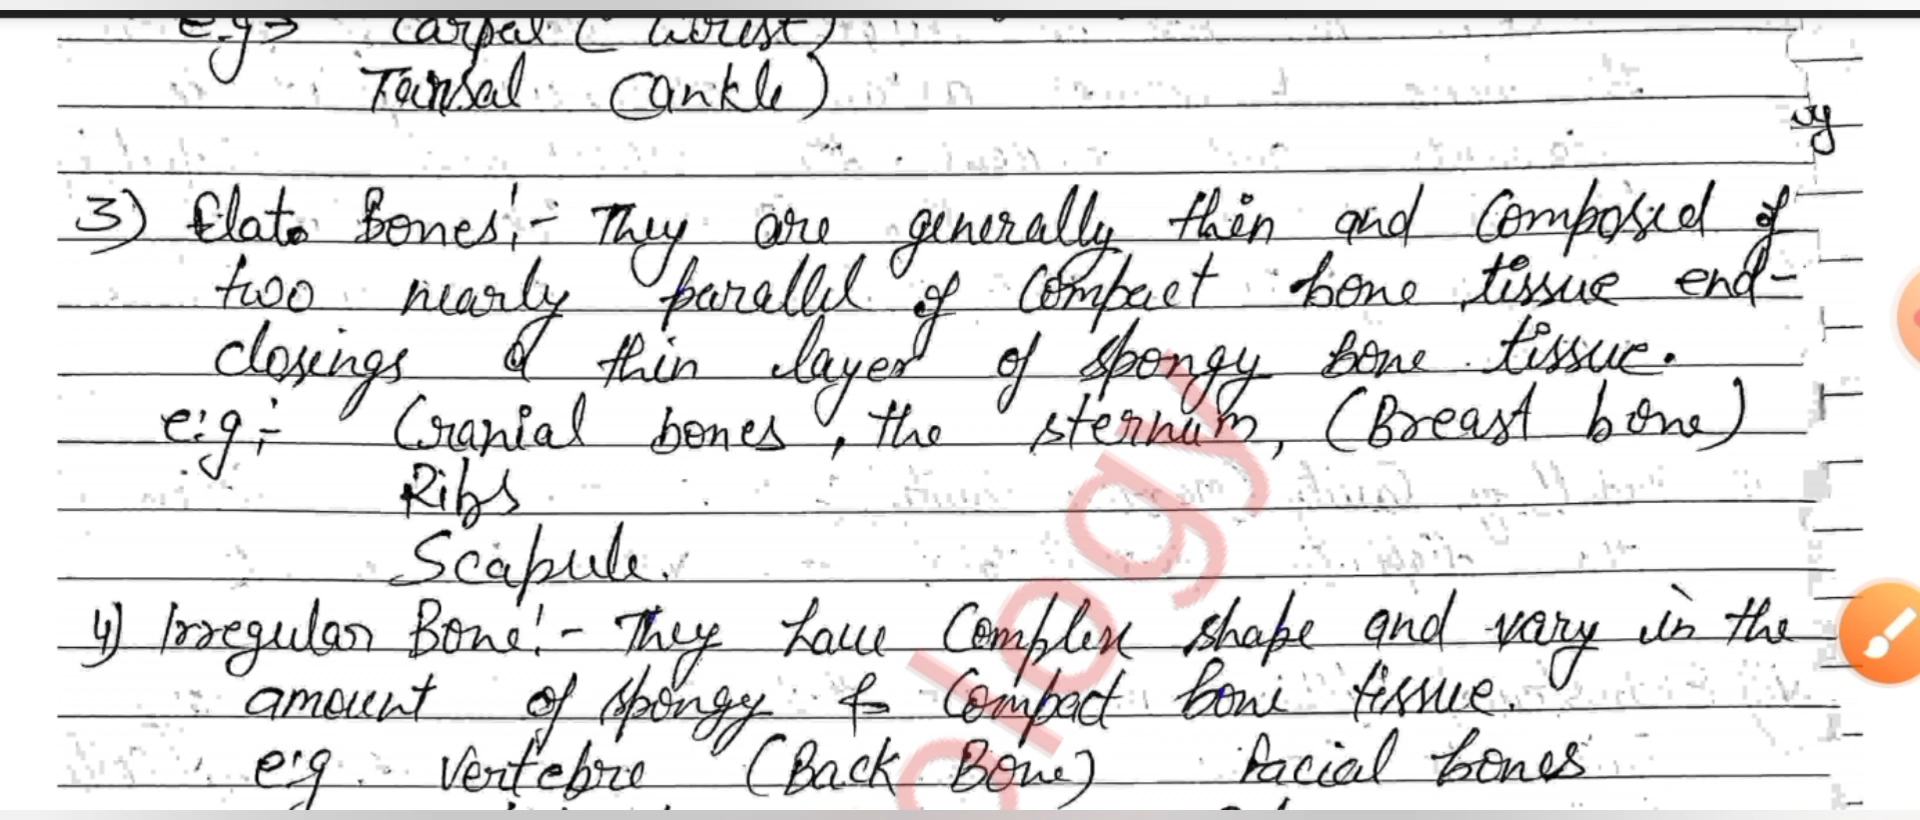 e.g > Carpal (Wrist)
Tarsal (ankle)
3) Flat Bones:- They are generally thin and Composed of
two nearly parallel of Compact bone tissue end-
closings a thin layer of spongy bone tissue.
e.g:- Cranial bones, the sternum, (Breast bone)
Ribs
Scapule.
4) Irregular Bone:- They have Complex shape and vary in the
amount of spongy & Compact bone tissue.
e.g. Vertebre (Back Bone) Facial bones
ology